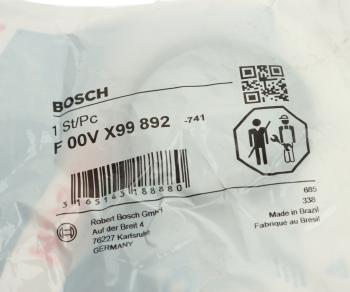 BOSCH
1 St/Pc
F 00V X99 892 -741
3 165143 188880
685
338
Robert Bosch GmbH
Auf der Breit 4
76227 Karlsruhe
GERMANY
Made in Brazil
Fabriqué au Brésil